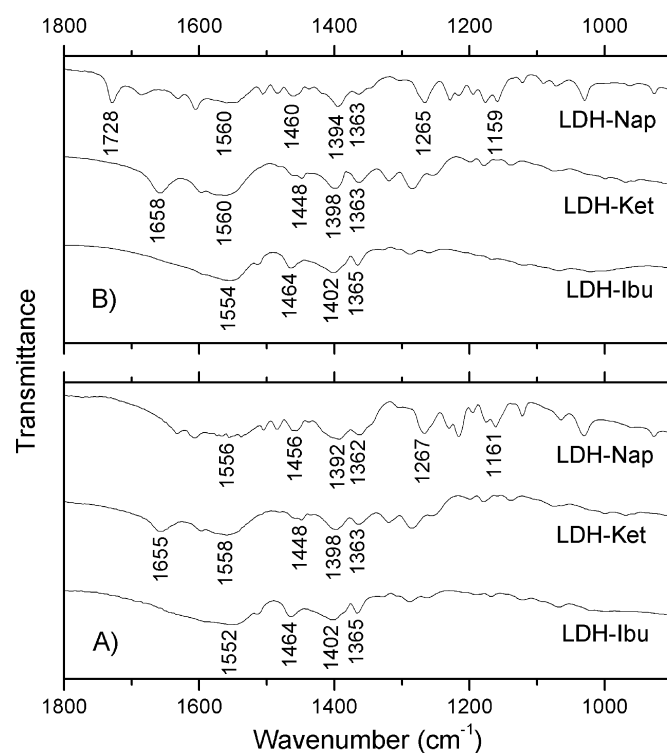 1800 1600 1400 1200 1000
LDH-Nap
1728 1560 1460 1394 1363 1265 1159
LDH-Ket
1658 1560 1448 1398 1363
LDH-Ibu
B)
1554 1464 1402 1365
Transmittance
LDH-Nap
1556 1456 1392 1362 1267 1161
LDH-Ket
1655 1558 1448 1398 1363
LDH-Ibu
A)
1552 1464 1402 1365
1800 1600 1400 1200 1000
Wavenumber (cm⁻¹)